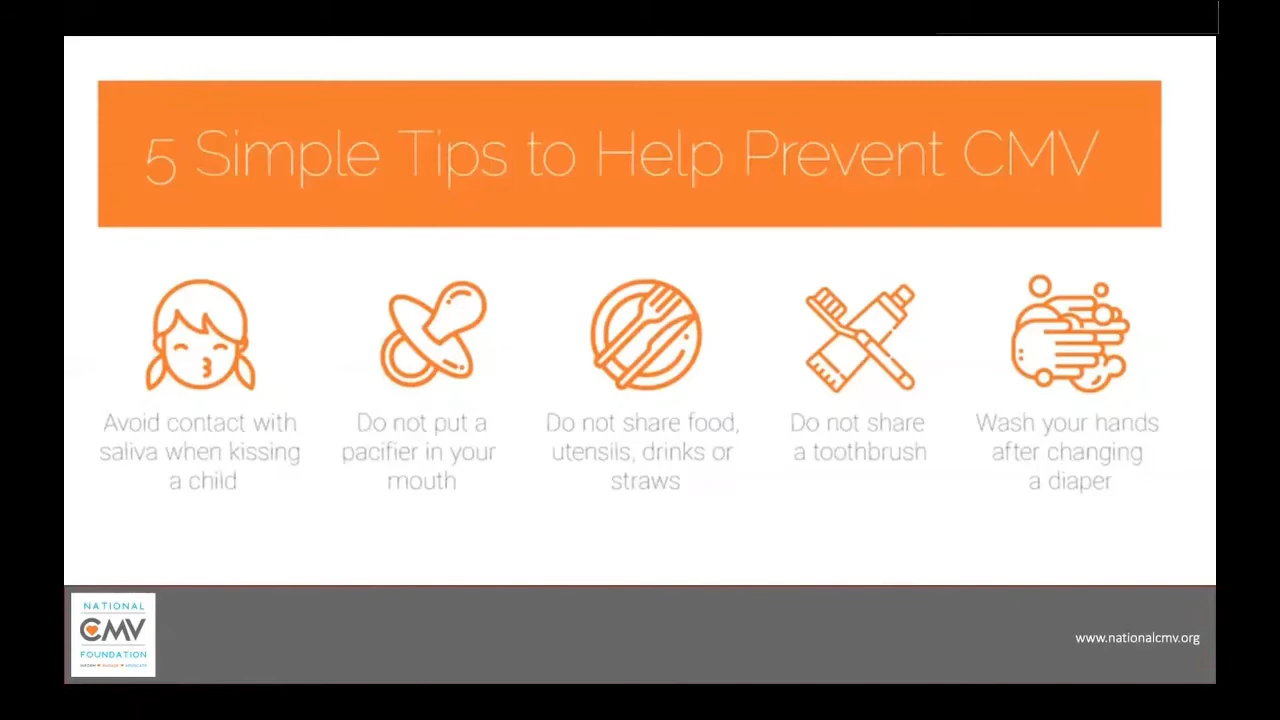 5 Simple Tips to Help Prevent CMV
Avoid contact with
saliva when kissing
a child
Do not put a
pacifier in your
mouth
Do not share food,
utensils, drinks or
straws
Do not share
a toothbrush
Wash your hands
after changing
a diaper
NATIONAL
CMV
FOUNDATION
www.nationalcmv.org